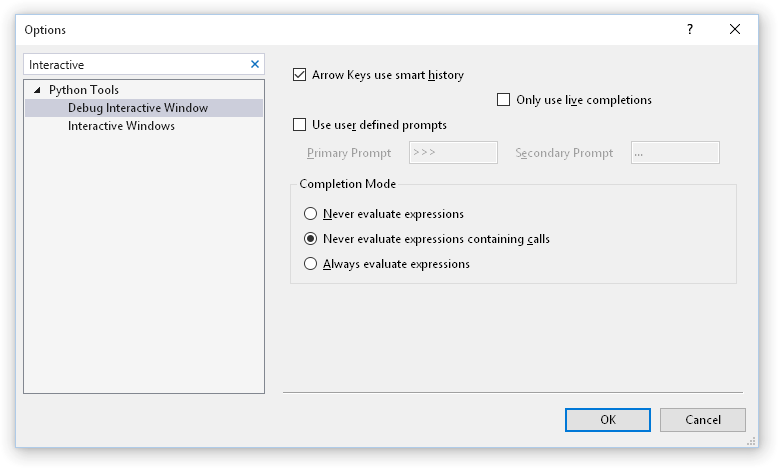 Options
?
Interactive
Python Tools
Debug Interactive Window
Interactive Windows
Arrow Keys use smart history
Only use live completions
Use user defined prompts
Primary Prompt >>> Secondary Prompt ...
Completion Mode
Never evaluate expressions
Never evaluate expressions containing calls
Always evaluate expressions
OK Cancel